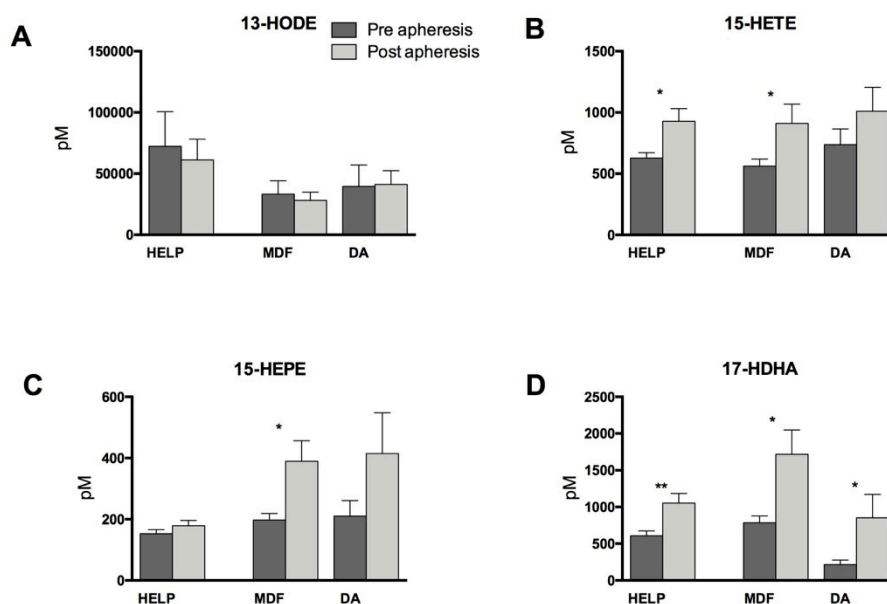 A
13-HODE
Pre apheresis
Post apheresis
150000
100000
50000
0
pM
HELP MDF DA
B
15-HETE
1500
1000
500
0
pM
* *
HELP MDF DA
C
15-HEPE
600
400
200
0
pM
*
HELP MDF DA
D
17-HDHA
2500
2000
1500
1000
500
0
pM
** * *
HELP MDF DA